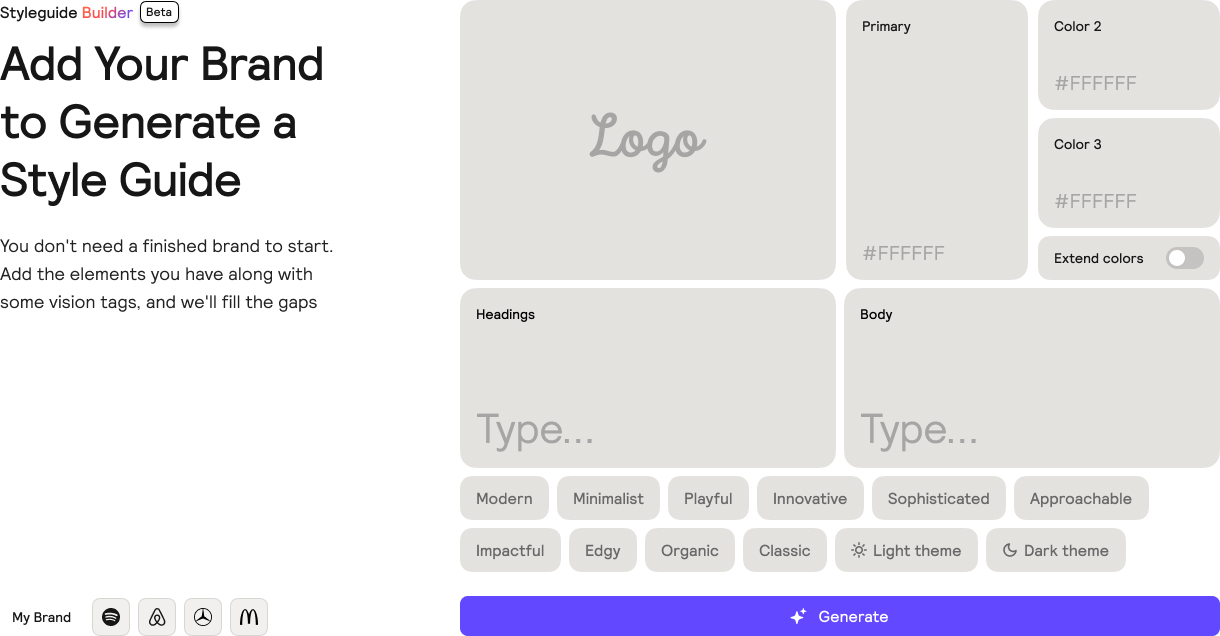 Styleguide Builder Beta
Add Your Brand
to Generate a
Style Guide
You don't need a finished brand to start.
Add the elements you have along with
some vision tags, and we'll fill the gaps
My Brand
Logo
Primary
#FFFFFF
Color 2
#FFFFFF
Color 3
#FFFFFF
Extend colors
Headings
Type...
Body
Type...
Modern
Minimalist
Playful
Innovative
Sophisticated
Approachable
Impactful
Edgy
Organic
Classic
Light theme
Dark theme
Generate